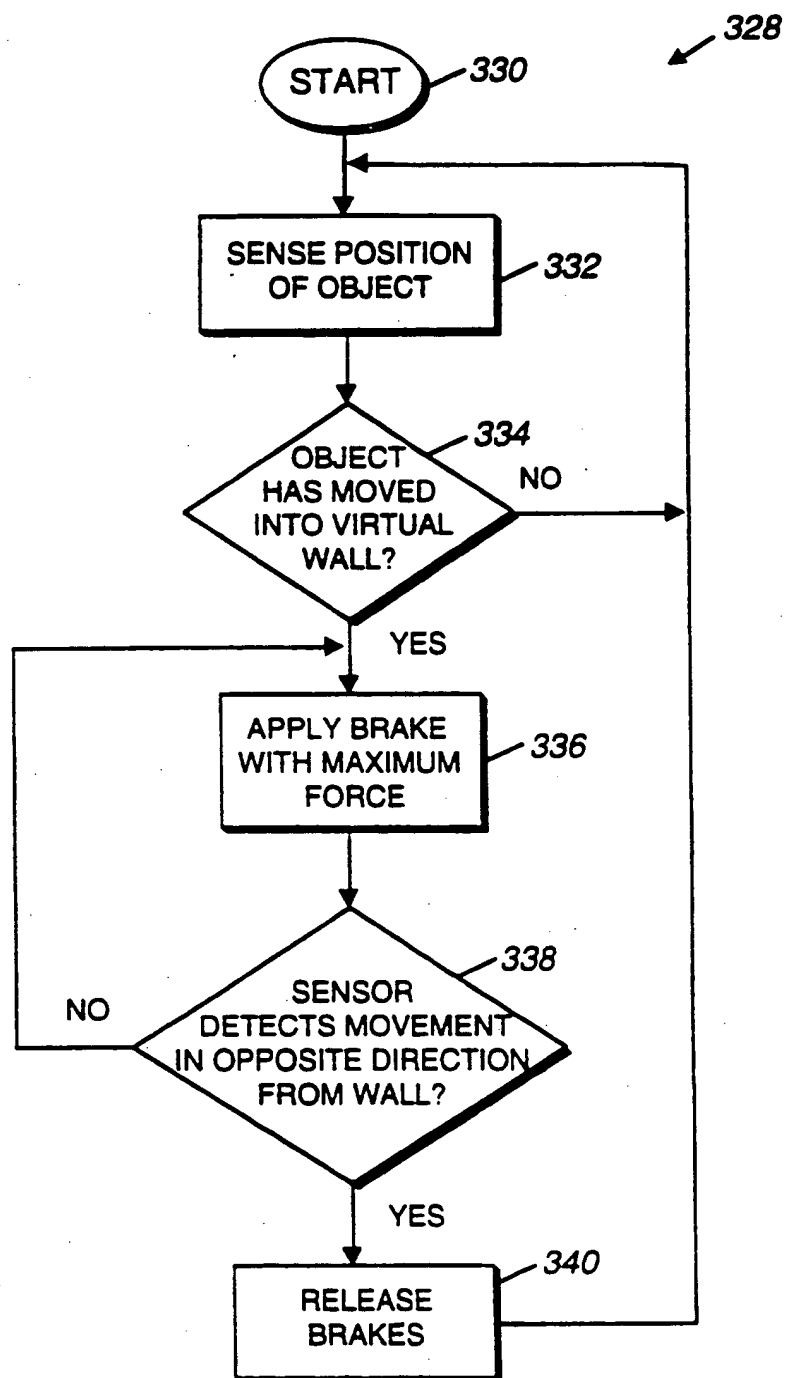 328
START
330
SENSE POSITION
OF OBJECT
332
334
OBJECT
HAS MOVED
INTO VIRTUAL
WALL?
NO
YES
APPLY BRAKE
WITH MAXIMUM
FORCE
336
338
SENSOR
DETECTS MOVEMENT
IN OPPOSITE DIRECTION
FROM WALL?
NO
YES
340
RELEASE
BRAKES